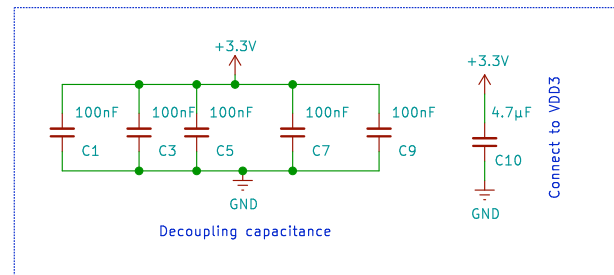 +3.3V
+3.3V
100nF
100nF
100nF
100nF
100nF
4.7µF
C1
C3
C5
C7
C9
C10
GND
GND
Decoupling capacitance
Connect to VDD3